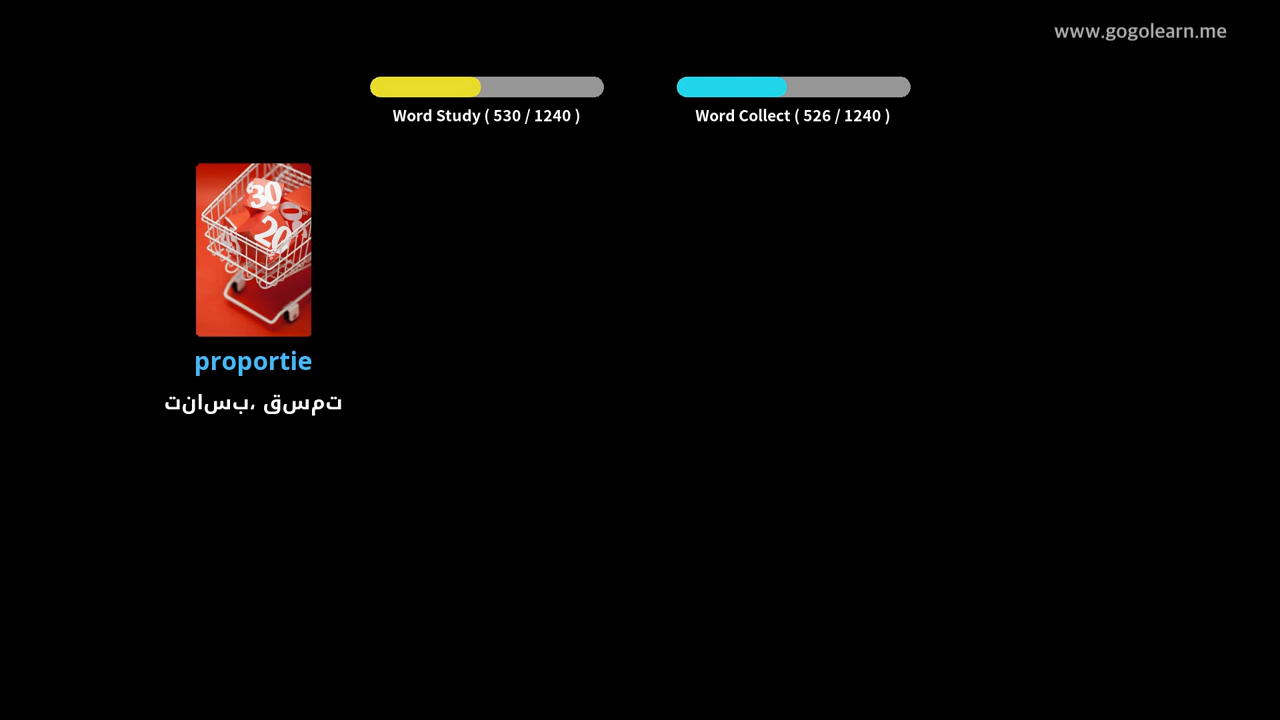 www.gogolearn.me
Word Study ( 530 / 1240 )
Word Collect ( 526 / 1240 )
30
20
proportie
تناسب، قسمت